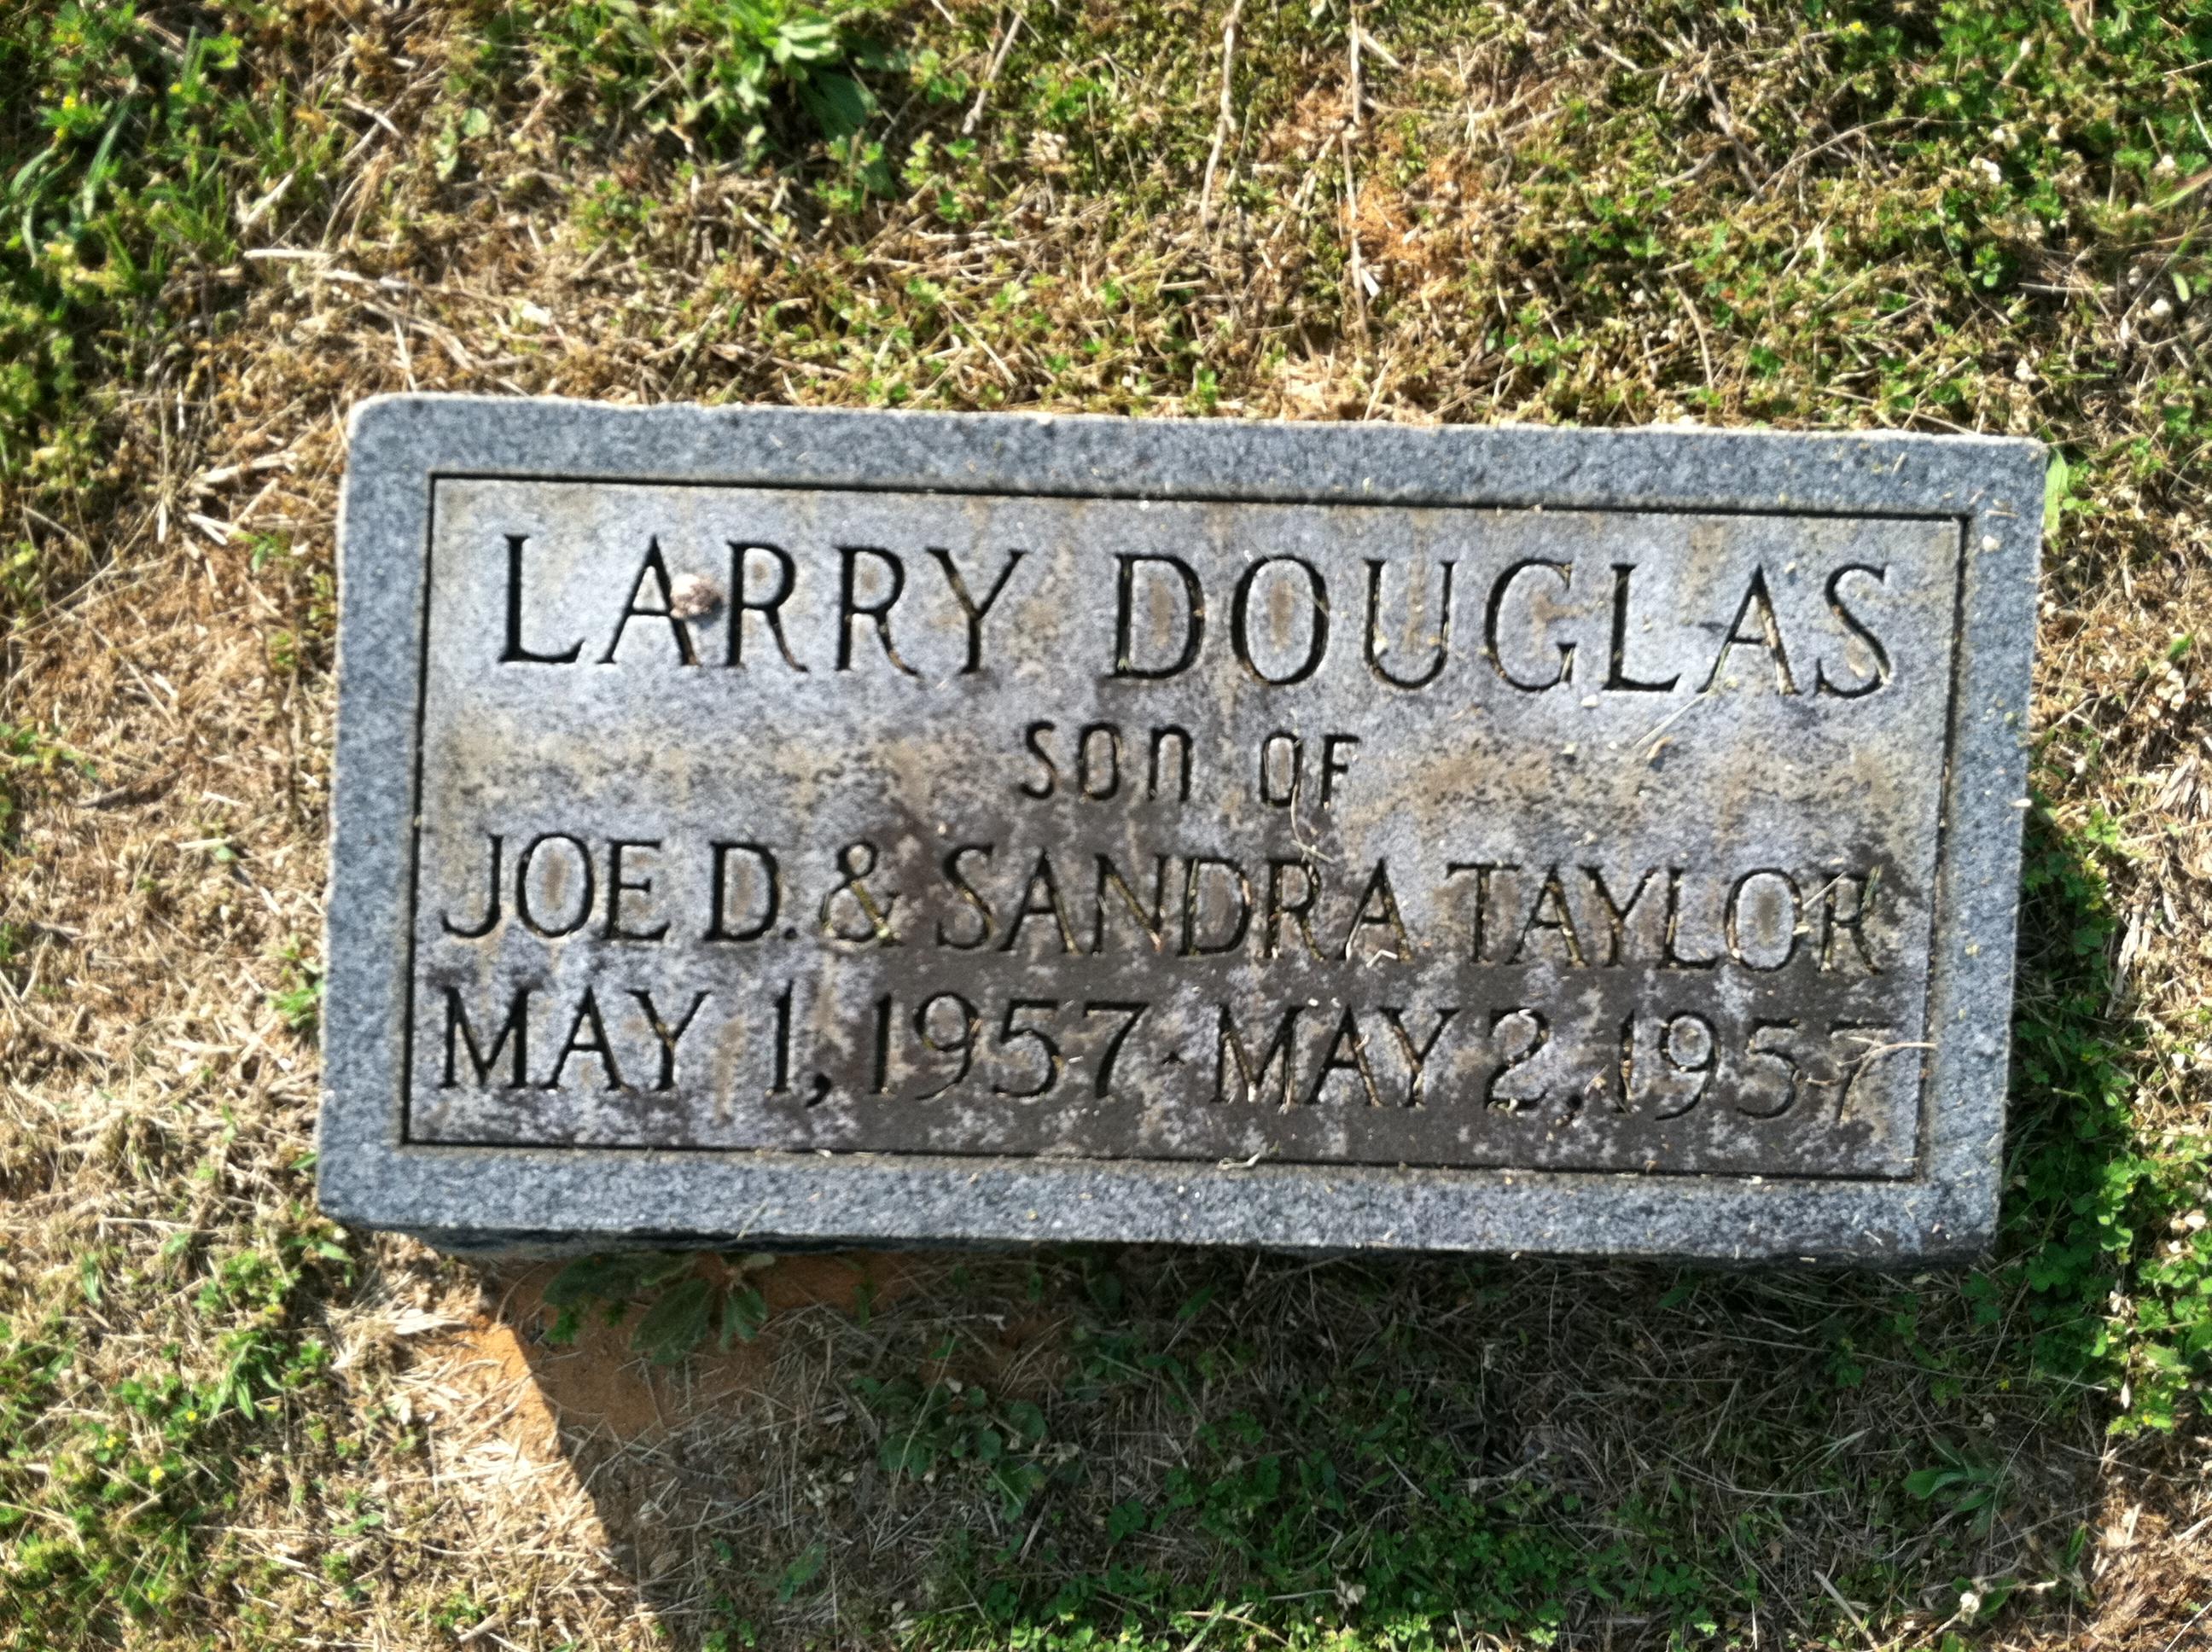 LARRY DOUGLAS
son OF
JOE D. & SANDRA TAYLOR
MAY 1, 1957 · MAY 2, 1957